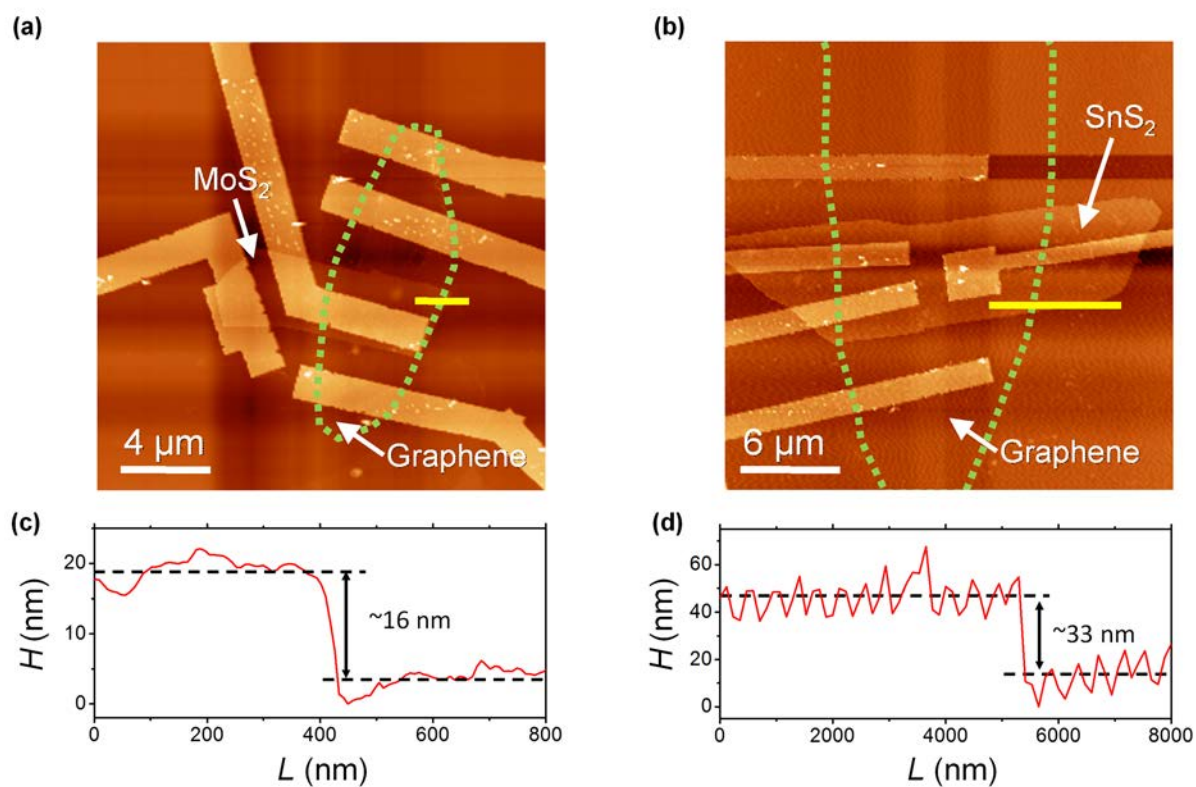 (a)
MoS₂
Graphene
4 μm
(b)
SnS₂
Graphene
6 μm
(c)
H (nm)
20
10
0
~16 nm
0 200 400 600 800
L (nm)
(d)
H (nm)
60
40
20
0
~33 nm
0 2000 4000 6000 8000
L (nm)